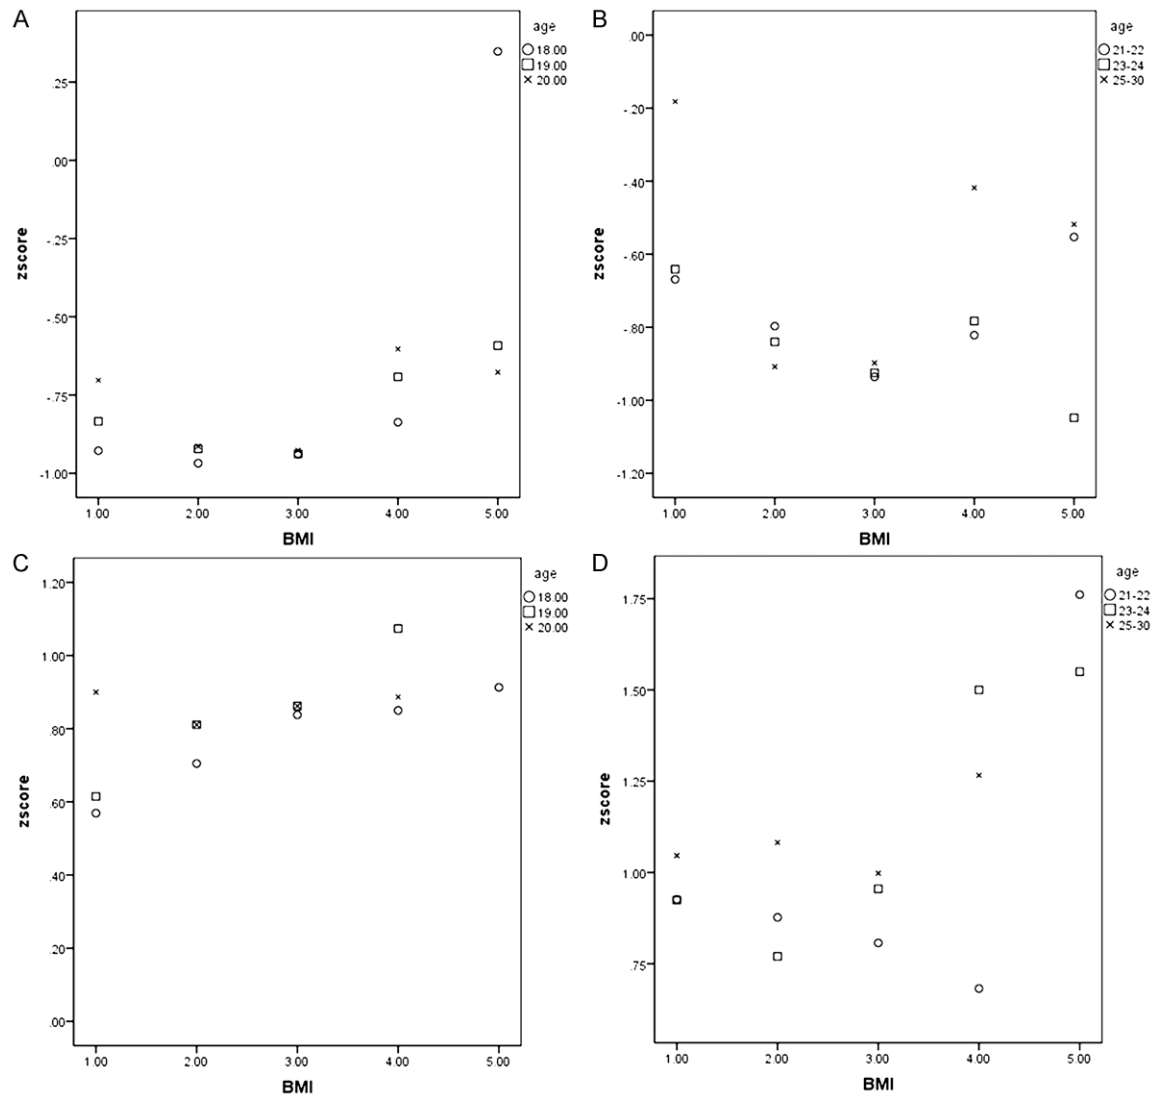 A
age
18.00
19.00
20.00
.25
.00
-.25
-.50
-.75
-1.00
zscore
1.00 2.00 3.00 4.00 5.00
BMI
B
age
21-22
23-24
25-30
.00
-.20
-.40
-.60
-.80
-1.00
-1.20
zscore
1.00 2.00 3.00 4.00 5.00
BMI
C
age
18.00
19.00
20.00
1.20
1.00
.80
.60
.40
.20
.00
zscore
1.00 2.00 3.00 4.00 5.00
BMI
D
age
21-22
23-24
25-30
1.75
1.50
1.25
1.00
.75
zscore
1.00 2.00 3.00 4.00 5.00
BMI